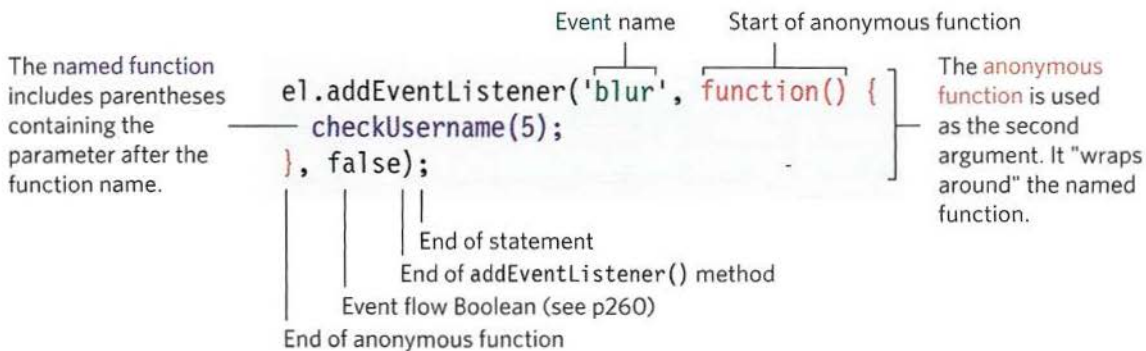 Event name
Start of anonymous function
The named function
includes parentheses
containing the
parameter after the
function name.
el.addEventListener('blur', function() {
checkUsername(5);
}, false);
The anonymous
function is used
as the second
argument. It "wraps
around" the named
function.
End of statement
End of addEventListener() method
Event flow Boolean (see p260)
End of anonymous function